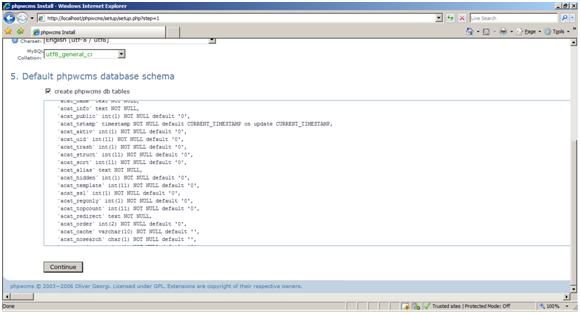 phpwcms Install - Windows Internet Explorer
http://localhost/phpwcms/setup/setup.php?step=1
Live Search
phpwcms Install
Page
Tools
Charset:
English (utf-8 / utf8)
MySQL
Collation:
utf8_general_ci
5. Default phpwcms database schema
create phpwcms db tables
`acat_name` text NOT NULL,
`acat_info` text NOT NULL,
`acat_public` int(1) NOT NULL default '0',
`acat_tstamp` timestamp NOT NULL default CURRENT_TIMESTAMP on update CURRENT_TIMESTAMP,
`acat_aktiv` int(1) NOT NULL default '0',
`acat_uid` int(11) NOT NULL default '0',
`acat_trash` int(1) NOT NULL default '0',
`acat_struct` int(11) NOT NULL default '0',
`acat_sort` int(11) NOT NULL default '0',
`acat_alias` text NOT NULL,
`acat_hidden` int(1) NOT NULL default '0',
`acat_template` int(11) NOT NULL default '0',
`acat_ssl` int(1) NOT NULL default '0',
`acat_regonly` int(1) NOT NULL default '0',
`acat_topcount` int(11) NOT NULL default '0',
`acat_redirect` text NOT NULL,
`acat_order` int(2) NOT NULL default '0',
`acat_cache` varchar(10) NOT NULL default '',
`acat_nosearch` char(1) NOT NULL default '',
Continue
phpwcms © 2003—2006 Oliver Georgi. Licensed under GPL. Extensions are copyright of their respective owners.
Done
Trusted sites | Protected Mode: Off
100%